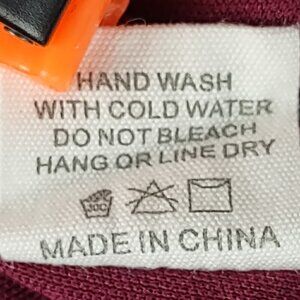 HAND WASH
WITH COLD WATER
DO NOT BLEACH
HANG OR LINE DRY
MADE IN CHINA